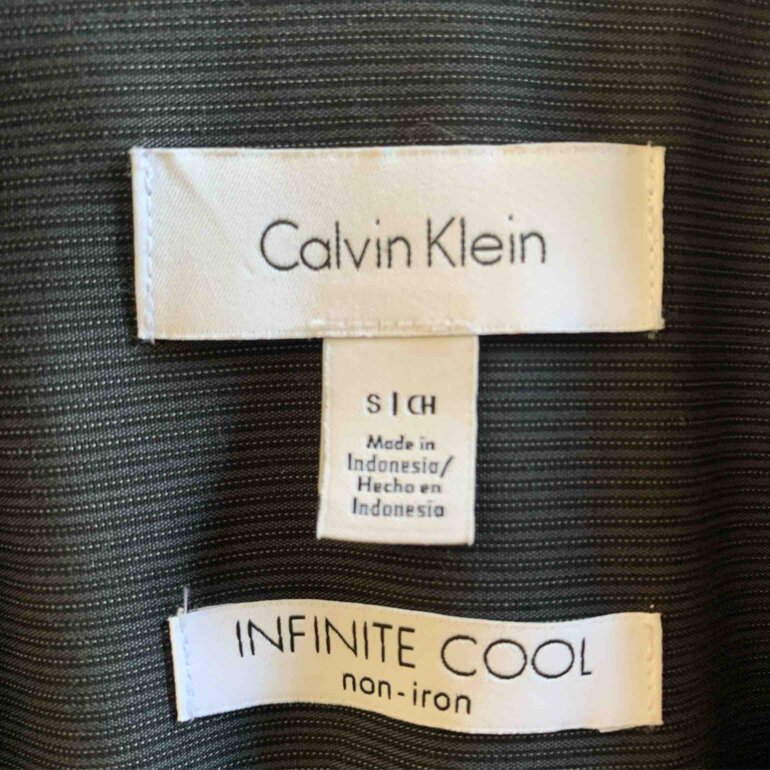 Calvin Klein
S | CH
Made in
Indonesia/
Hecho en
Indonesia
INFINITE COOL
non-iron